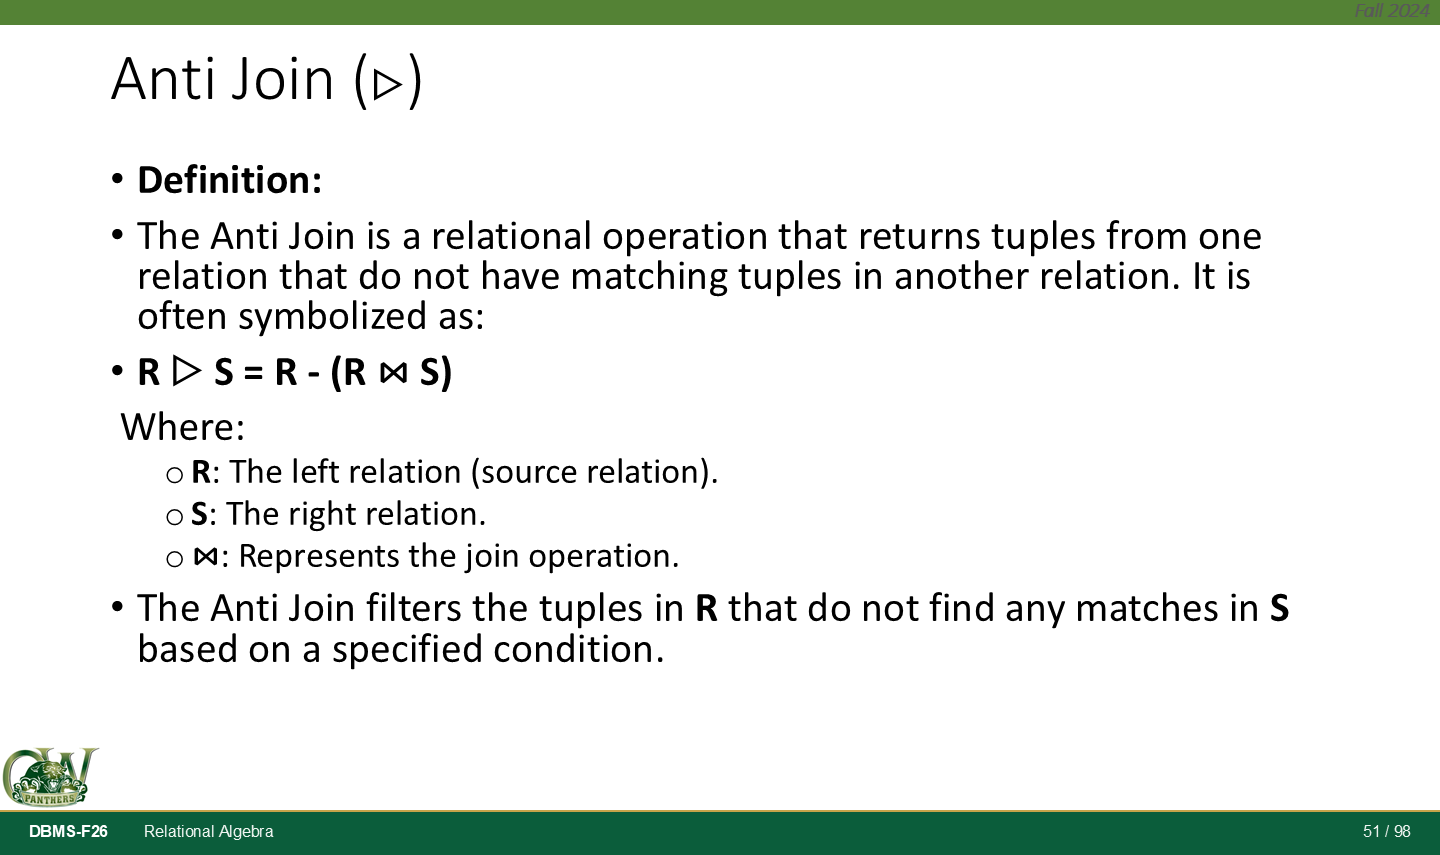 Fall 2024
Anti Join (▷)
• Definition:
• The Anti Join is a relational operation that returns tuples from one
relation that do not have matching tuples in another relation. It is
often symbolized as:
• R ▷ S = R - (R ⋈ S)
Where:
o R: The left relation (source relation).
o S: The right relation.
o ⋈: Represents the join operation.
• The Anti Join filters the tuples in R that do not find any matches in S
based on a specified condition.
OW
PANTHERS
DBMS-F26 Relational Algebra 51 / 98